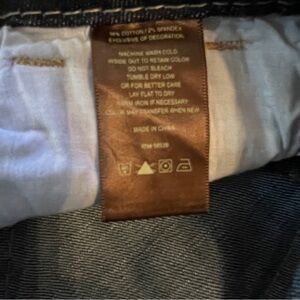 98% COTTON/ 2% SPANDEX
EXCLUSIVE OF DECORATION.
MACHINE WASH COLD
INSIDE OUT TO RETAIN COLOR
DO NOT BLEACH
TUMBLE DRY LOW
OR FOR BETTER CARE
LAY FLAT TO DRY
IRON IF NECESSARY
COLOR MAY TRANSFER WHEN NEW
MADE IN CHINA